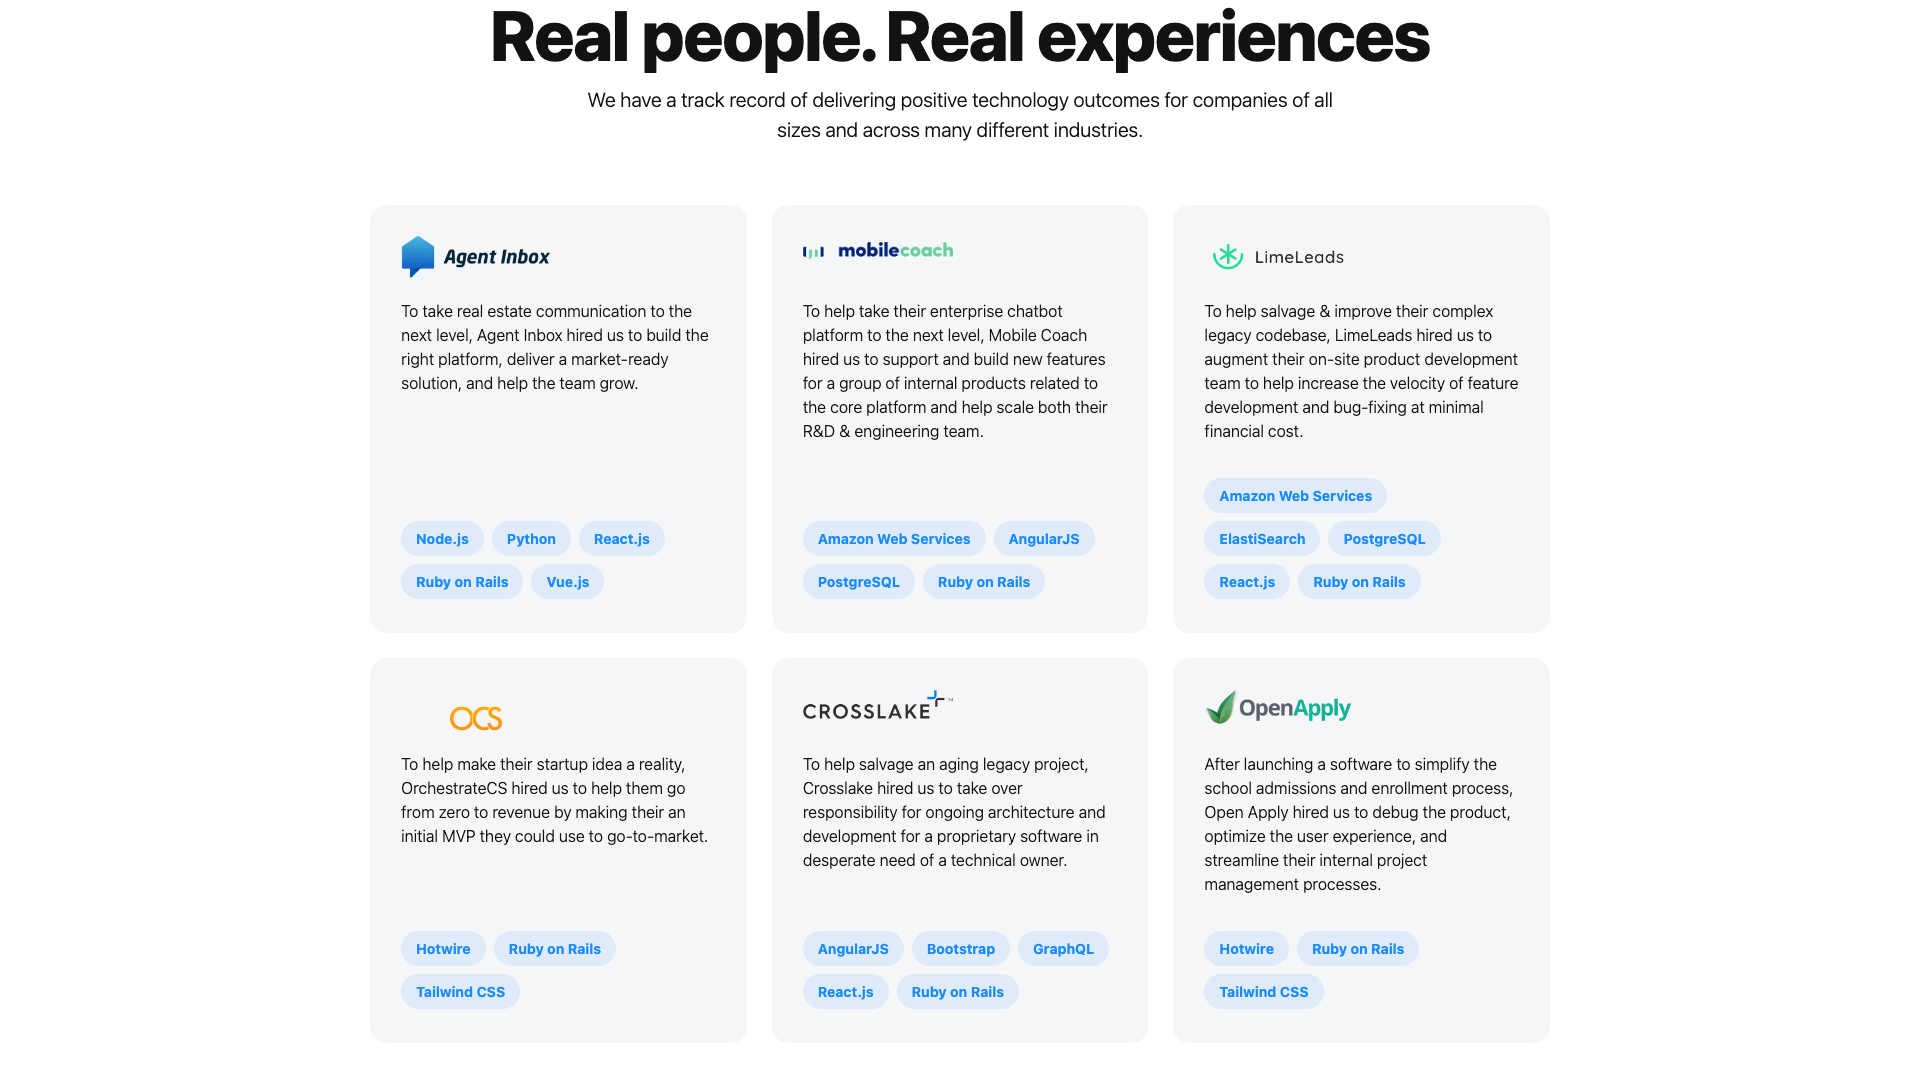 Real people. Real experiences
We have a track record of delivering positive technology outcomes for companies of all
sizes and across many different industries.
Agent Inbox
To take real estate communication to the
next level, Agent Inbox hired us to build the
right platform, deliver a market-ready
solution, and help the team grow.
Node.js
Python
React.js
Ruby on Rails
Vue.js
mobilecoach
To help take their enterprise chatbot
platform to the next level, Mobile Coach
hired us to support and build new features
for a group of internal products related to
the core platform and help scale both their
R&D & engineering team.
Amazon Web Services
AngularJS
PostgreSQL
Ruby on Rails
LimeLeads
To help salvage & improve their complex
legacy codebase, LimeLeads hired us to
augment their on-site product development
team to help increase the velocity of feature
development and bug-fixing at minimal
financial cost.
Amazon Web Services
ElastiSearch
PostgreSQL
React.js
Ruby on Rails
OCS
To help make their startup idea a reality,
OrchestrateCS hired us to help them go
from zero to revenue by making their an
initial MVP they could use to go-to-market.
Hotwire
Ruby on Rails
Tailwind CSS
CROSSLAKE ™
To help salvage an aging legacy project,
Crosslake hired us to take over
responsibility for ongoing architecture and
development for a proprietary software in
desperate need of a technical owner.
AngularJS
Bootstrap
GraphQL
React.js
Ruby on Rails
OpenApply
After launching a software to simplify the
school admissions and enrollment process,
Open Apply hired us to debug the product,
optimize the user experience, and
streamline their internal project
management processes.
Hotwire
Ruby on Rails
Tailwind CSS